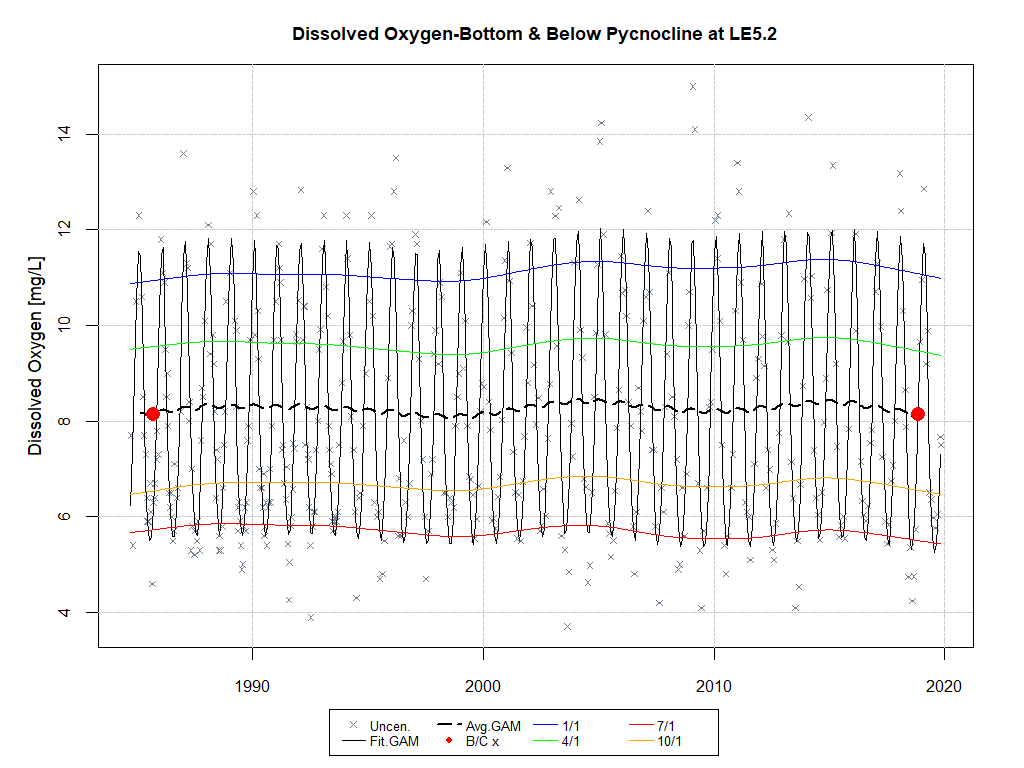 Dissolved Oxygen-Bottom & Below Pycnocline at LE5.2
Dissolved Oxygen [mg/L]
14
12
10
8
6
4
1990 2000 2010 2020
Uncen. Avg.GAM 1/1 7/1
Fit.GAM B/C x 4/1 10/1